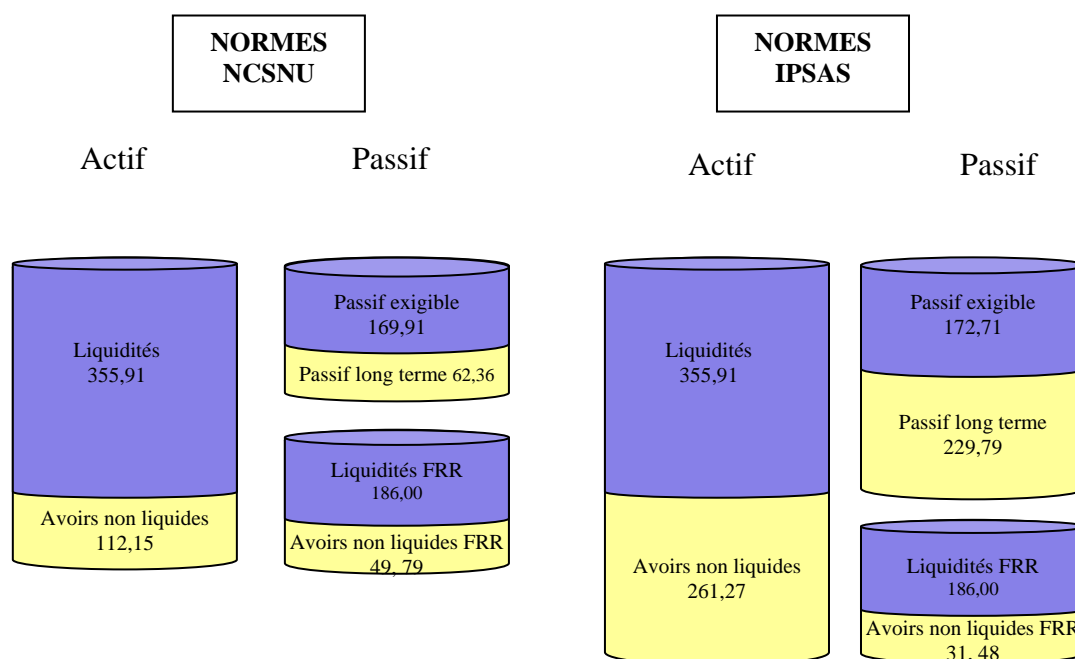 NORMES
NCSNU
NORMES
IPSAS
Actif
Passif
Actif
Passif
Liquidités
355,91
Avoirs non liquides
112,15
Passif exigible
169,91
Passif long terme 62,36
Liquidités FRR
186,00
Avoirs non liquides FRR
49, 79
Liquidités
355,91
Avoirs non liquides
261,27
Passif exigible
172,71
Passif long terme
229,79
Liquidités FRR
186,00
Avoirs non liquides FRR
31, 48